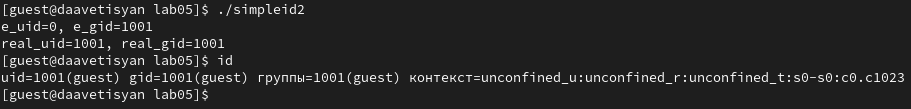 [guest@daavetisyan lab05]$ ./simpleid2
e_uid=0, e_gid=1001
real_uid=1001, real_gid=1001
[guest@daavetisyan lab05]$ id
uid=1001(guest) gid=1001(guest) группы=1001(guest) контекст=unconfined_u:unconfined_r:unconfined_t:s0-s0:c0.c1023
[guest@daavetisyan lab05]$